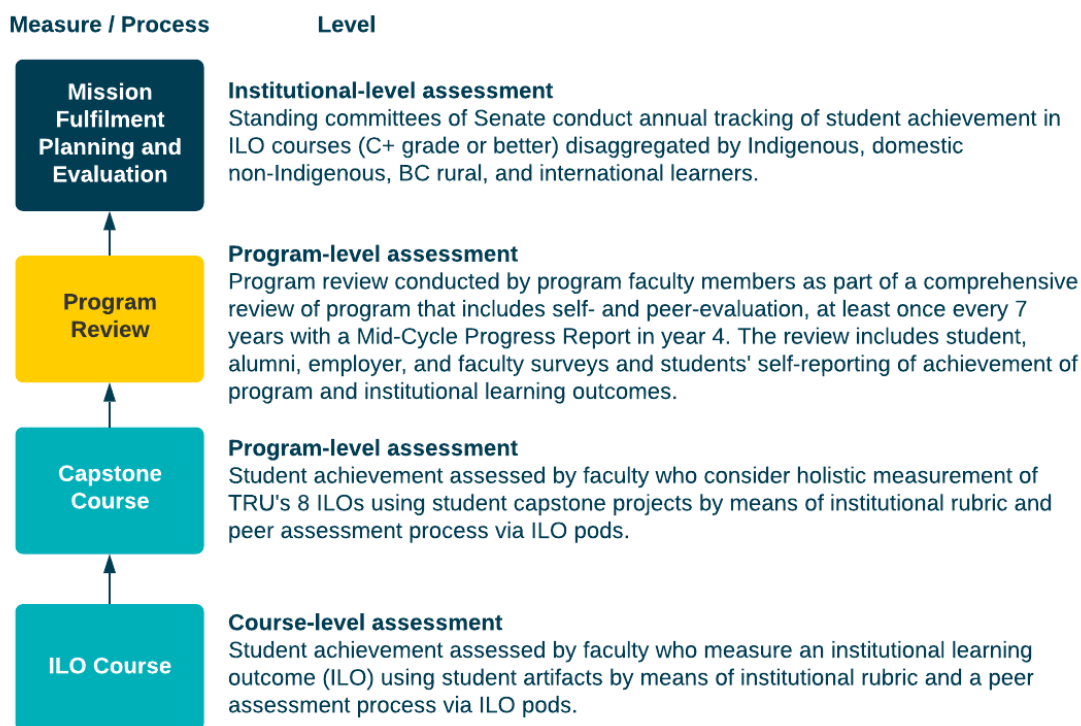 Measure / Process Level
Mission
Fulfilment
Planning and
Evaluation
Institutional-level assessment
Standing committees of Senate conduct annual tracking of student achievement in
ILO courses (C+ grade or better) disaggregated by Indigenous, domestic
non-Indigenous, BC rural, and international learners.
Program
Review
Program-level assessment
Program review conducted by program faculty members as part of a comprehensive
review of program that includes self- and peer-evaluation, at least once every 7
years with a Mid-Cycle Progress Report in year 4. The review includes student,
alumni, employer, and faculty surveys and students' self-reporting of achievement of
program and institutional learning outcomes.
Capstone
Course
Program-level assessment
Student achievement assessed by faculty who consider holistic measurement of
TRU's 8 ILOs using student capstone projects by means of institutional rubric and
peer assessment process via ILO pods.
ILO Course
Course-level assessment
Student achievement assessed by faculty who measure an institutional learning
outcome (ILO) using student artifacts by means of institutional rubric and a peer
assessment process via ILO pods.